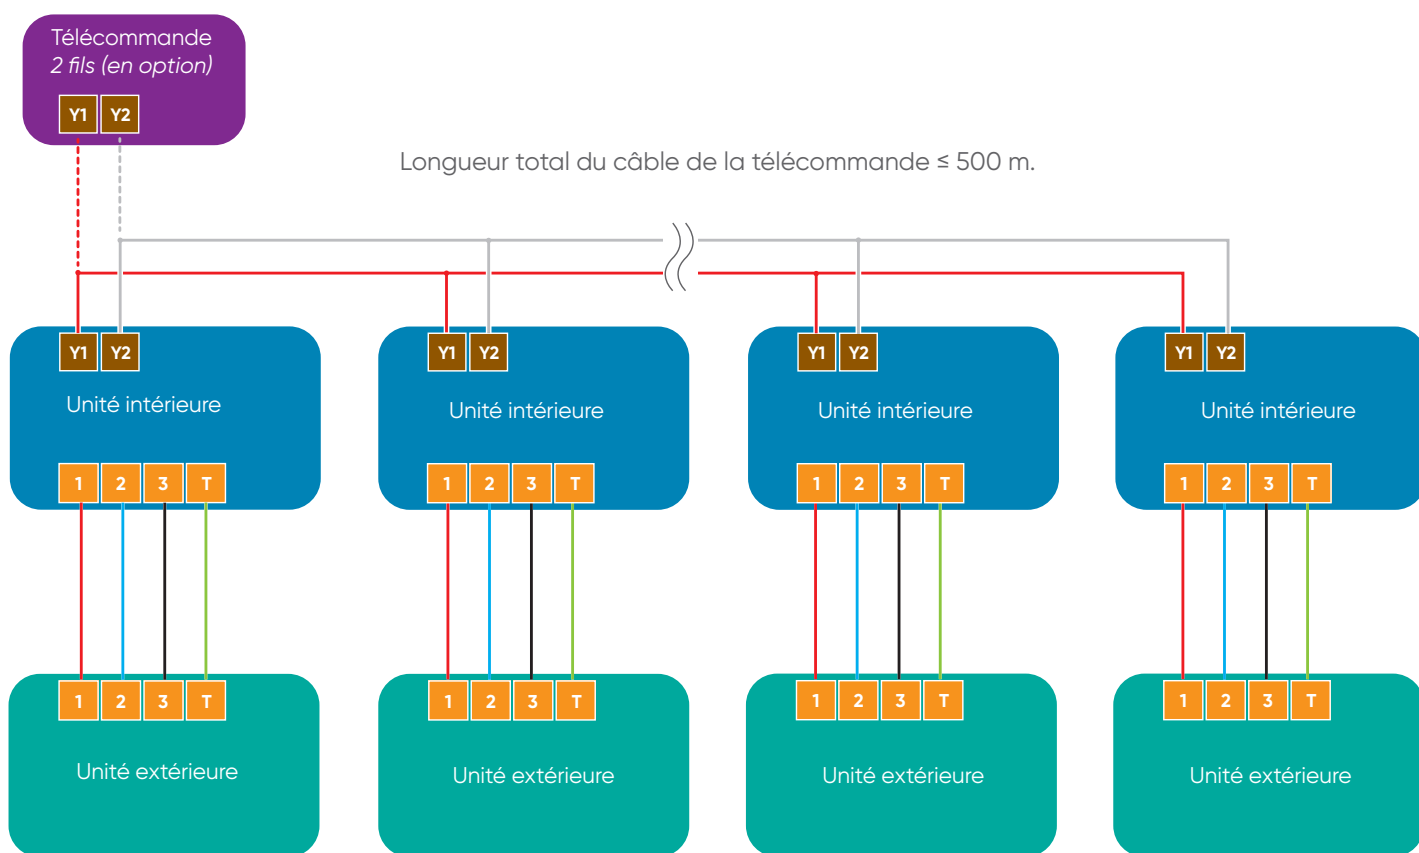 Télécommande
2 fils (en option)
Y1 Y2
Longueur total du câble de la télécommande ≤ 500 m.
Y1 Y2 Y1 Y2 Y1 Y2 Y1 Y2
Unité intérieure Unité intérieure Unité intérieure Unité intérieure
1 2 3 T 1 2 3 T 1 2 3 T 1 2 3 T
1 2 3 T 1 2 3 T 1 2 3 T 1 2 3 T
Unité extérieure Unité extérieure Unité extérieure Unité extérieure